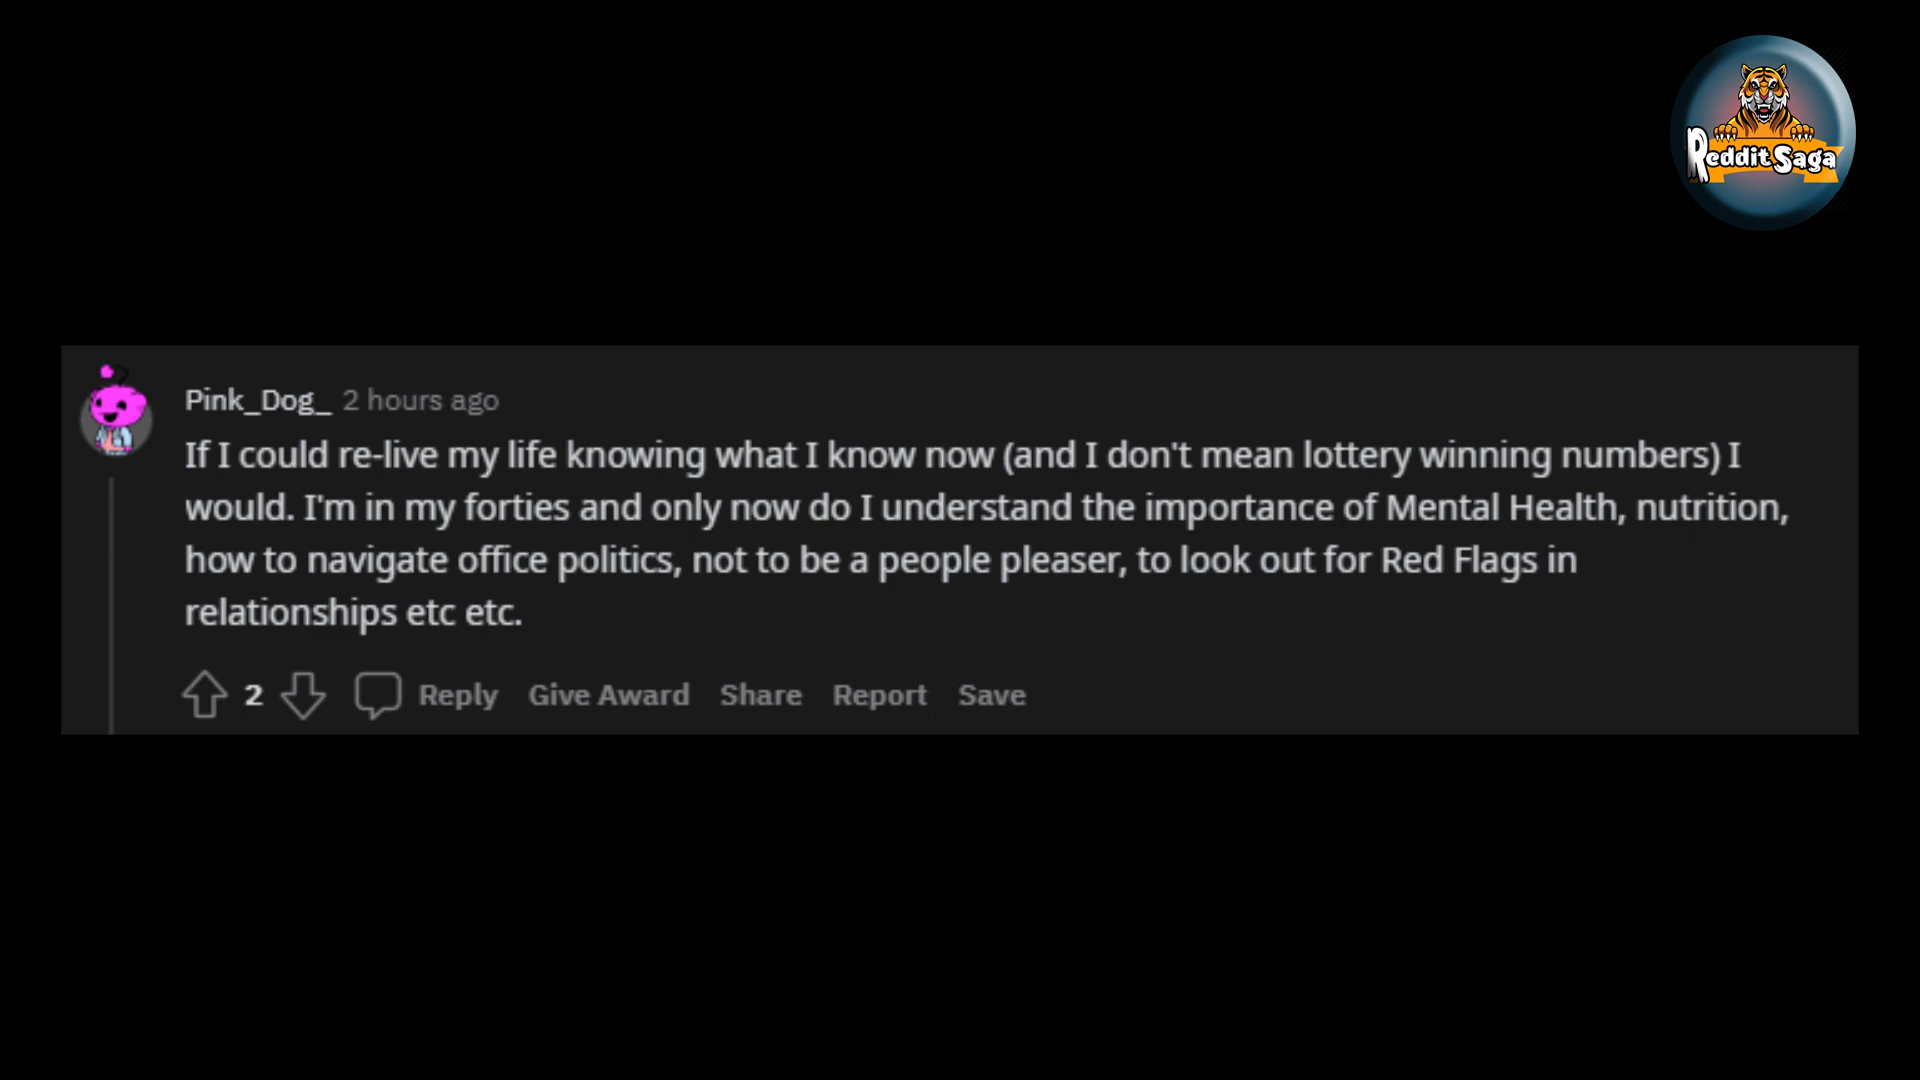 Reddit Saga
Pink_Dog_ 2 hours ago
If I could re-live my life knowing what I know now (and I don't mean lottery winning numbers) I
would. I'm in my forties and only now do I understand the importance of Mental Health, nutrition,
how to navigate office politics, not to be a people pleaser, to look out for Red Flags in
relationships etc etc.
2 Reply Give Award Share Report Save